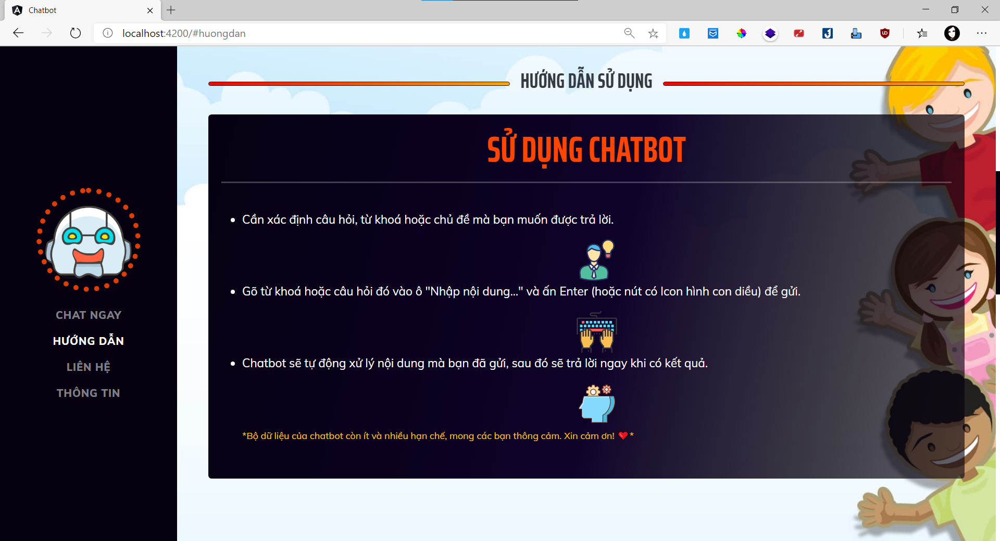 Chatbot
localhost:4200/#huongdan
CHAT NGAY
HƯỚNG DẪN
LIÊN HỆ
THÔNG TIN
HƯỚNG DẪN SỬ DỤNG
SỬ DỤNG CHATBOT
• Cần xác định câu hỏi, từ khoá hoặc chủ đề mà bạn muốn được trả lời.
• Gõ từ khoá hoặc câu hỏi đó vào ô "Nhập nội dung..." và ấn Enter (hoặc nút có Icon hình con diều) để gửi.
• Chatbot sẽ tự động xử lý nội dung mà bạn đã gửi, sau đó sẽ trả lời ngay khi có kết quả.
*Bộ dữ liệu của chatbot còn ít và nhiều hạn chế, mong các bạn thông cảm. Xin cảm ơn! ❤️*